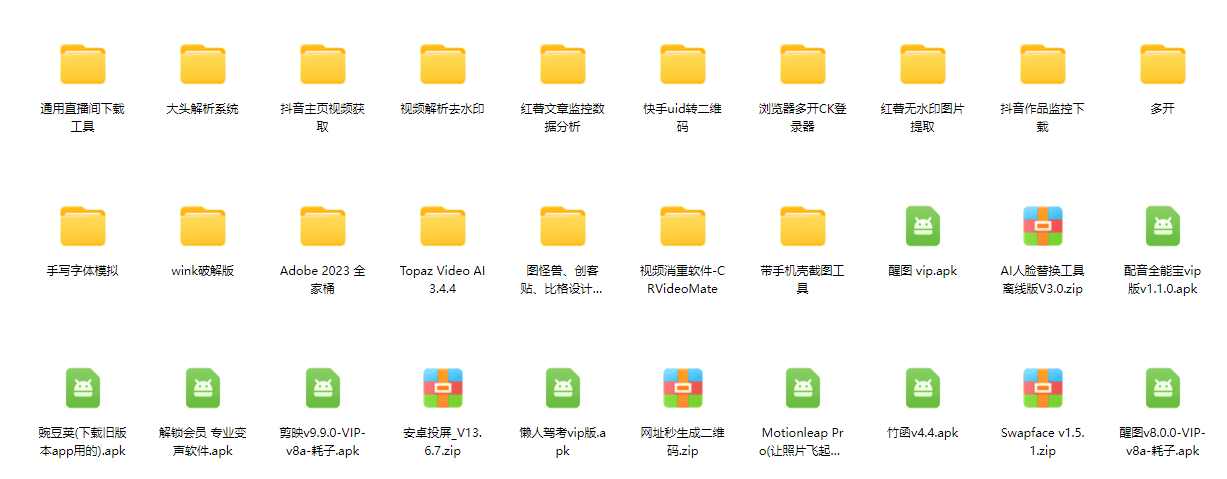 通用直播间下载
工具
大头解析系统
抖音主页视频获
取
视频解析去水印
红薯文章监控数
据分析
快手uid转二维
码
浏览器多开CK登
录器
红薯无水印图片
提取
抖音作品监控下
载
多开
手写字体模拟
wink破解版
Adobe 2023 全
家桶
Topaz Video AI
3.4.4
图怪兽、创客
贴、比格设计...
视频消重软件-C
RVideoMate
带手机壳截图工
具
醒图 vip.apk
AI人脸替换工具
离线版V3.0.zip
配音全能宝vip
版v1.1.0.apk
豌豆荚(下载旧版
本app用的).apk
解锁会员 专业变
声软件.apk
剪映v9.9.0-VIP-
v8a-耗子.apk
安卓投屏_V13.
6.7.zip
懒人驾考vip版.a
pk
网址秒生成二维
码.zip
Motionleap Pr
o(让照片飞起...
竹函v4.4.apk
Swapface v1.5.
1.zip
醒图v8.0.0-VIP-
v8a-耗子.apk